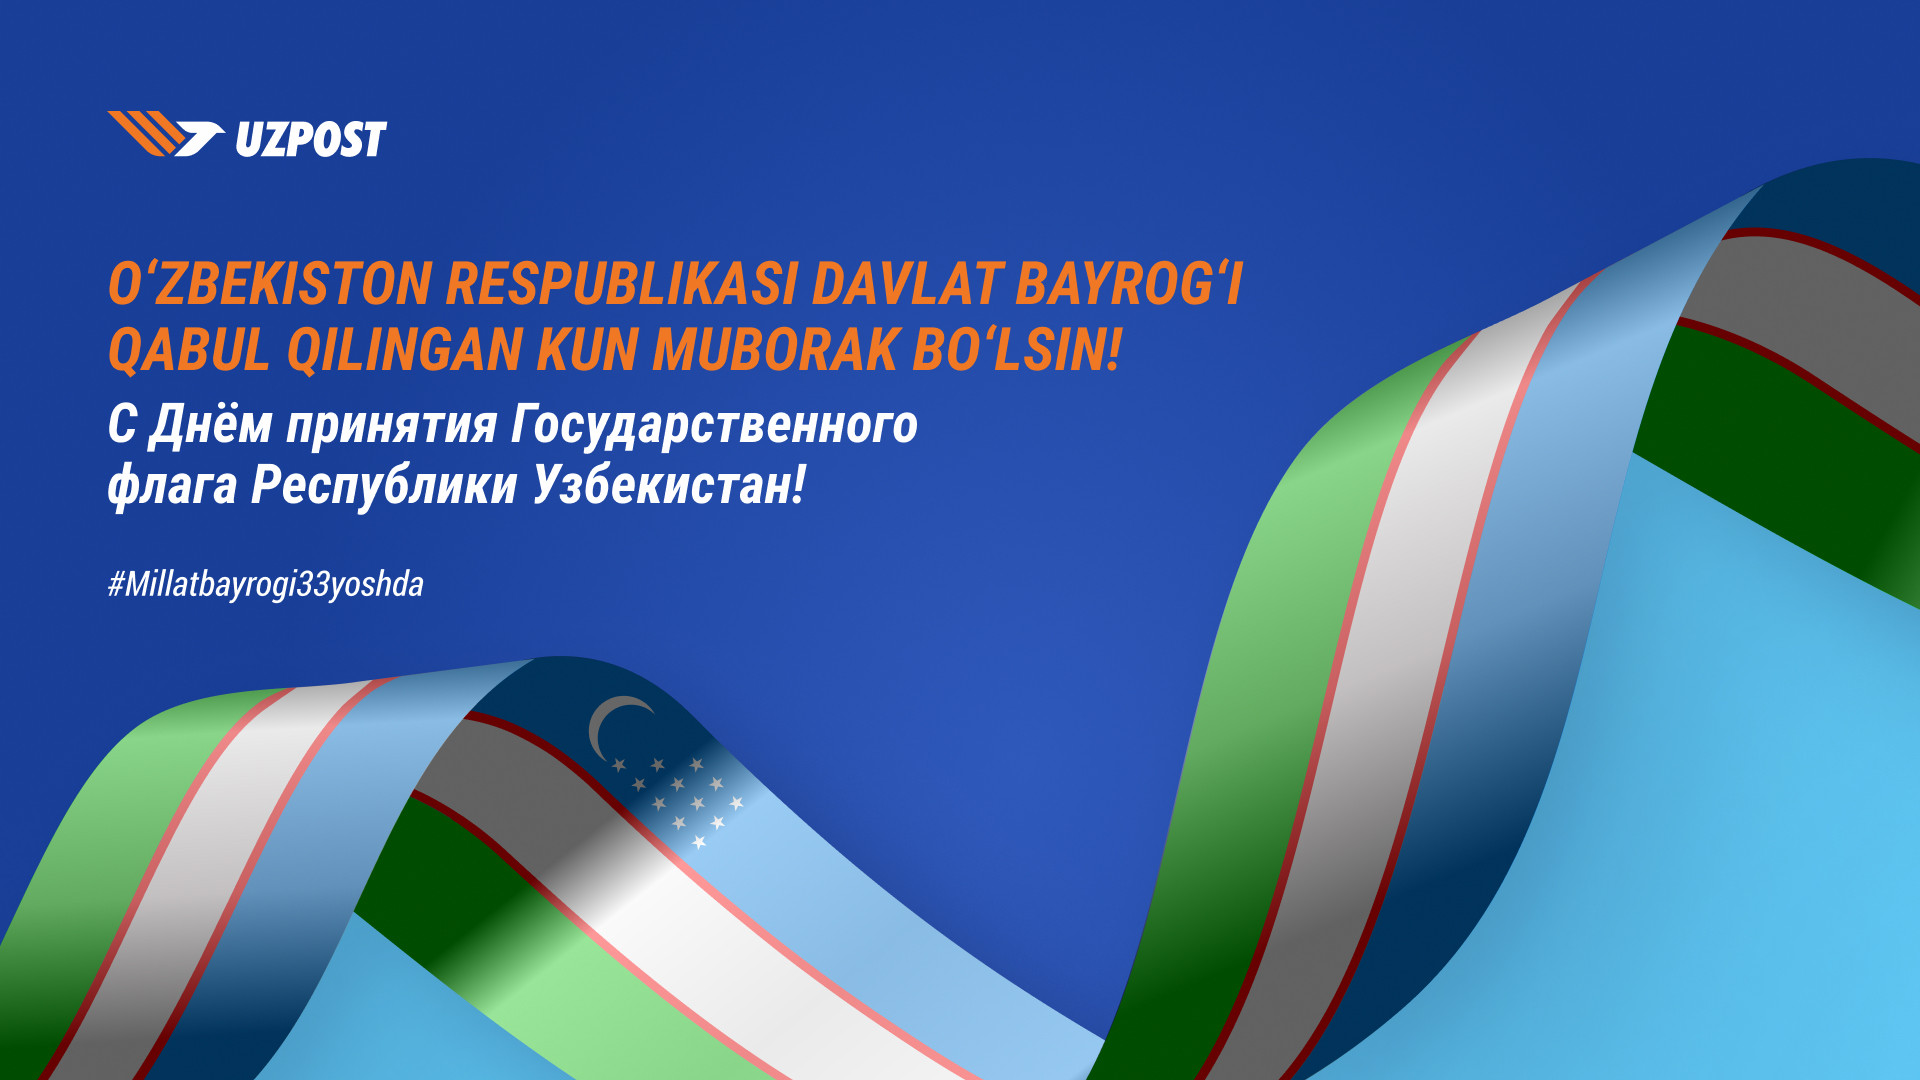 UZPOST
O‘ZBEKISTON RESPUBLIKASI DAVLAT BAYROG‘I
QABUL QILINGAN KUN MUBORAK BO‘LSIN!
С Днём принятия Государственного
флага Республики Узбекистан!
#Millatbayrogi33yoshda